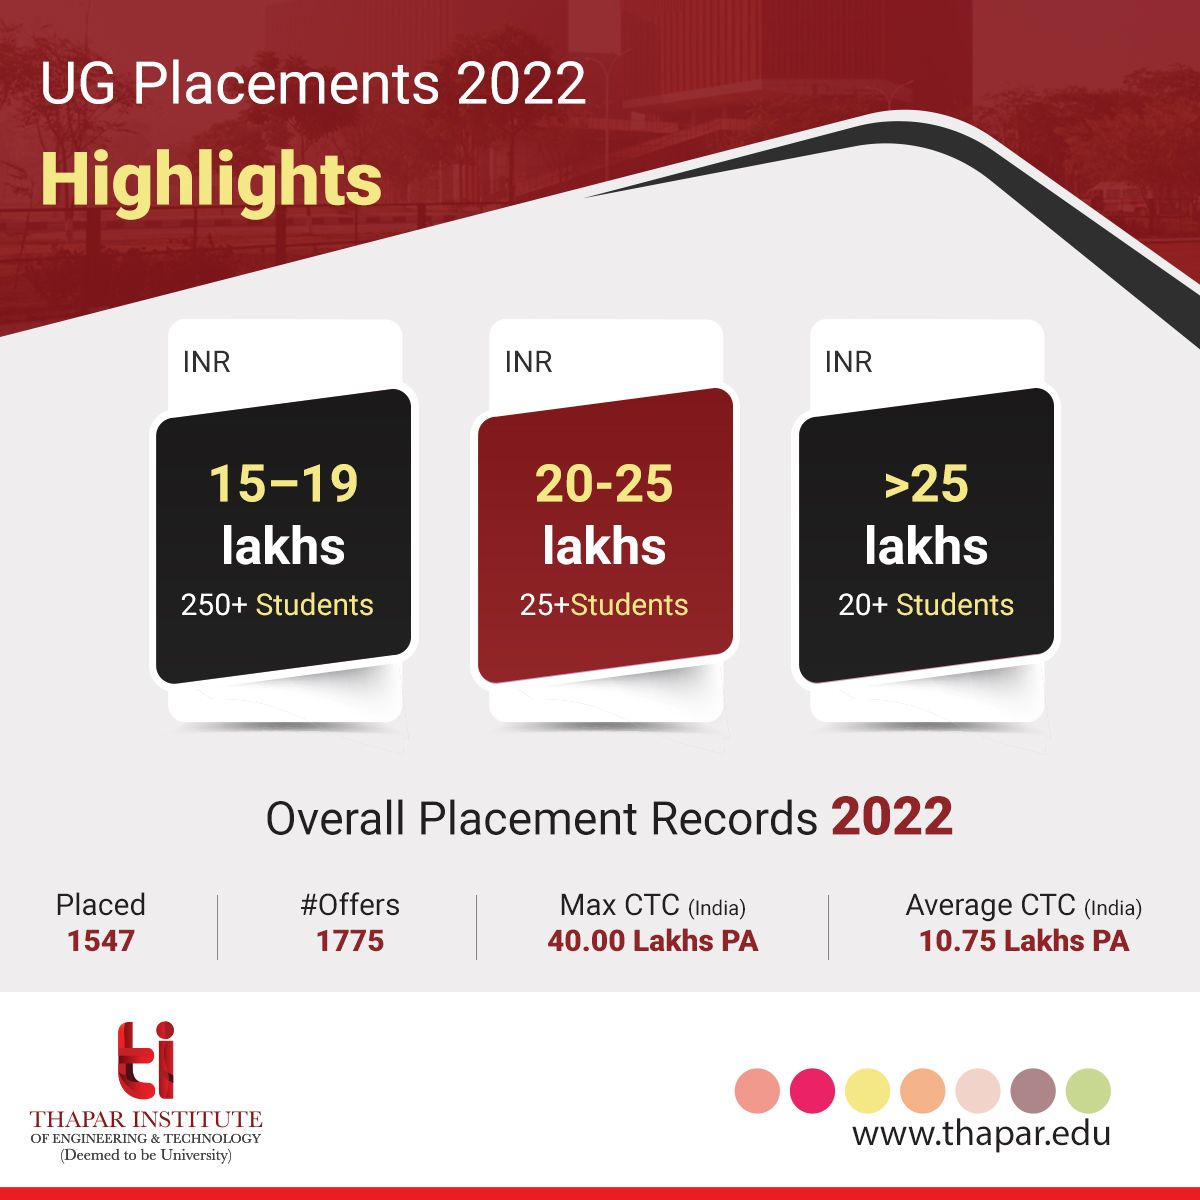 UG Placements 2022
Highlights
INR
15–19
lakhs
250+ Students
INR
20-25
lakhs
25+Students
INR
>25
lakhs
20+ Students
Overall Placement Records 2022
Placed
1547
#Offers
1775
Max CTC (India)
40.00 Lakhs PA
Average CTC (India)
10.75 Lakhs PA
ti
THAPAR INSTITUTE
OF ENGINEERING & TECHNOLOGY
(Deemed to be University)
www.thapar.edu